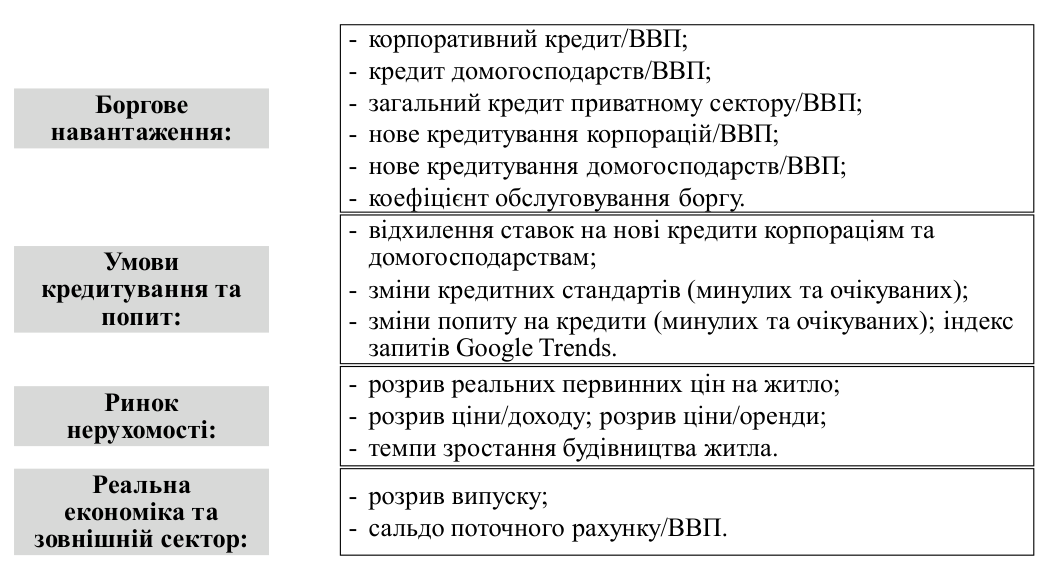 Боргове
навантаження:
- корпоративний кредит/ВВП;
- кредит домогосподарств/ВВП;
- загальний кредит приватному сектору/ВВП;
- нове кредитування корпорацій/ВВП;
- нове кредитування домогосподарств/ВВП;
- коефіцієнт обслуговування боргу.
Умови
кредитування та
попит:
- відхилення ставок на нові кредити корпораціям та
домогосподарствам;
- зміни кредитних стандартів (минулих та очікуваних);
- зміни попиту на кредити (минулих та очікуваних); індекс
запитів Google Trends.
Ринок
нерухомості:
- розрив реальних первинних цін на житло;
- розрив ціни/доходу; розрив ціни/оренди;
- темпи зростання будівництва житла.
Реальна
економіка та
зовнішній сектор:
- розрив випуску;
- сальдо поточного рахунку/ВВП.